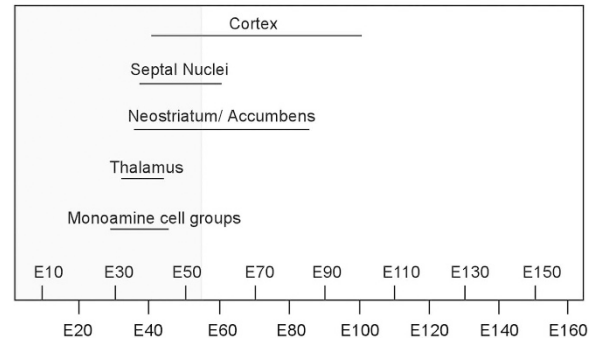 Cortex
Septal Nuclei
Neostriatum/ Accumbens
Thalamus
Monoamine cell groups
E10 E30 E50 E70 E90 E110 E130 E150
E20 E40 E60 E80 E100 E120 E140 E160